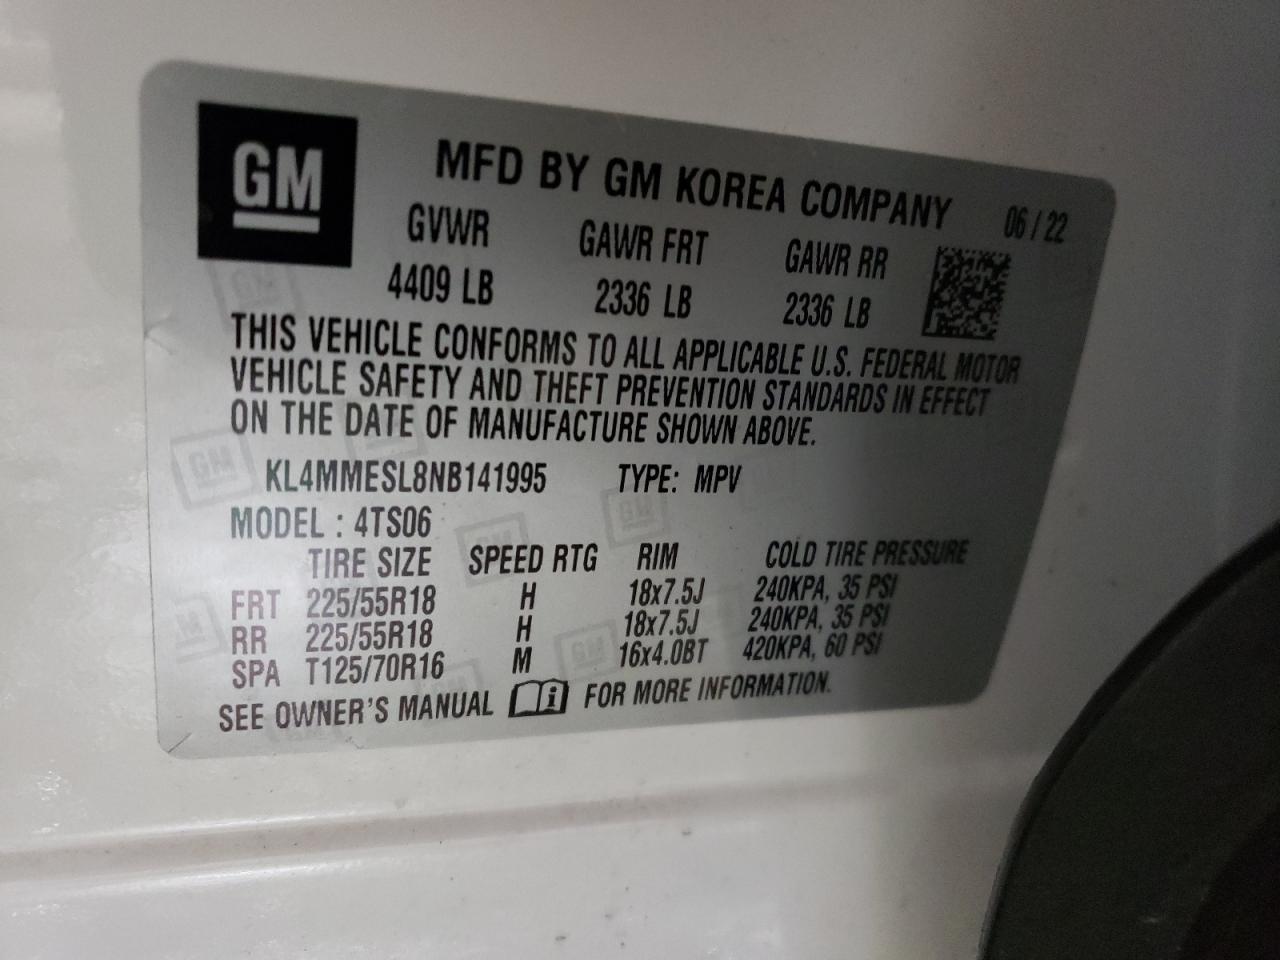 GM
MFD BY GM KOREA COMPANY 06 / 22
GVWR GAWR FRT GAWR RR
4409 LB 2336 LB 2336 LB
THIS VEHICLE CONFORMS TO ALL APPLICABLE U.S. FEDERAL MOTOR
VEHICLE SAFETY AND THEFT PREVENTION STANDARDS IN EFFECT
ON THE DATE OF MANUFACTURE SHOWN ABOVE.
KL4MMESL8NB141995 TYPE: MPV
MODEL : 4TS06
TIRE SIZE SPEED RTG RIM COLD TIRE PRESSURE
FRT 225/55R18 H 18x7.5J 240KPA, 35 PSI
RR 225/55R18 H 18x7.5J 240KPA, 35 PSI
SPA T125/70R16 M 16x4.0BT 420KPA, 60 PSI
SEE OWNER'S MANUAL i FOR MORE INFORMATION.